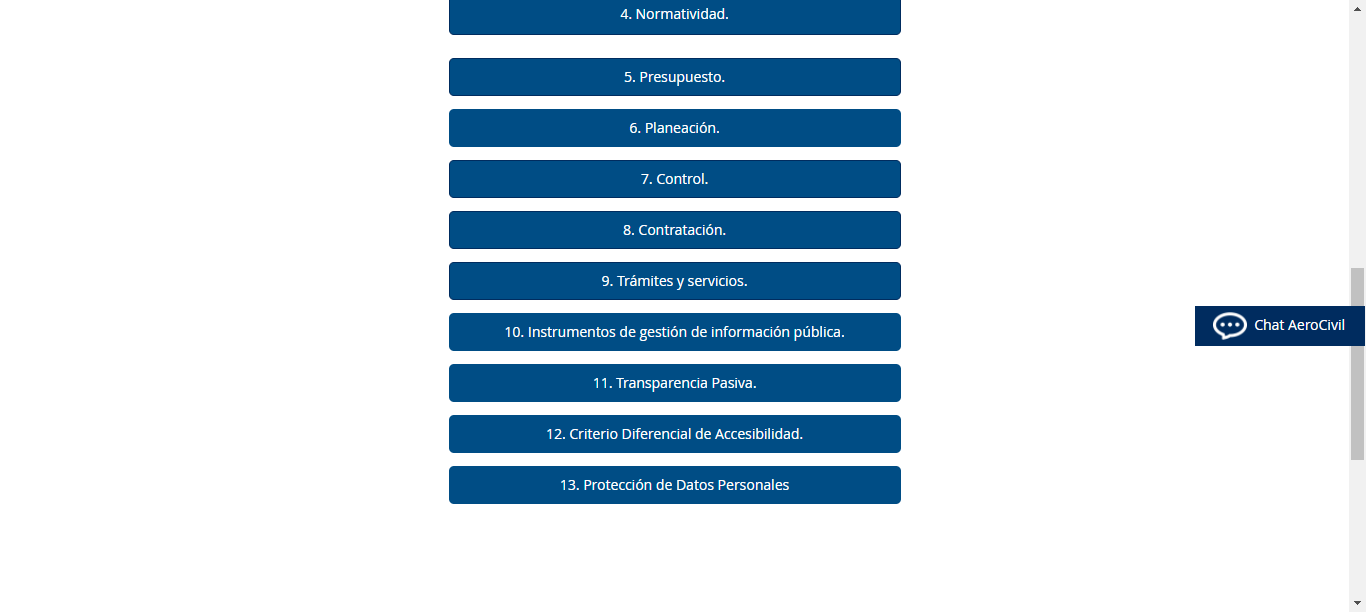 4. Normatividad.
5. Presupuesto.
6. Planeación.
7. Control.
8. Contratación.
9. Trámites y servicios.
10. Instrumentos de gestión de información pública.
Chat AeroCivil
11. Transparencia Pasiva.
12. Criterio Diferencial de Accesibilidad.
13. Protección de Datos Personales